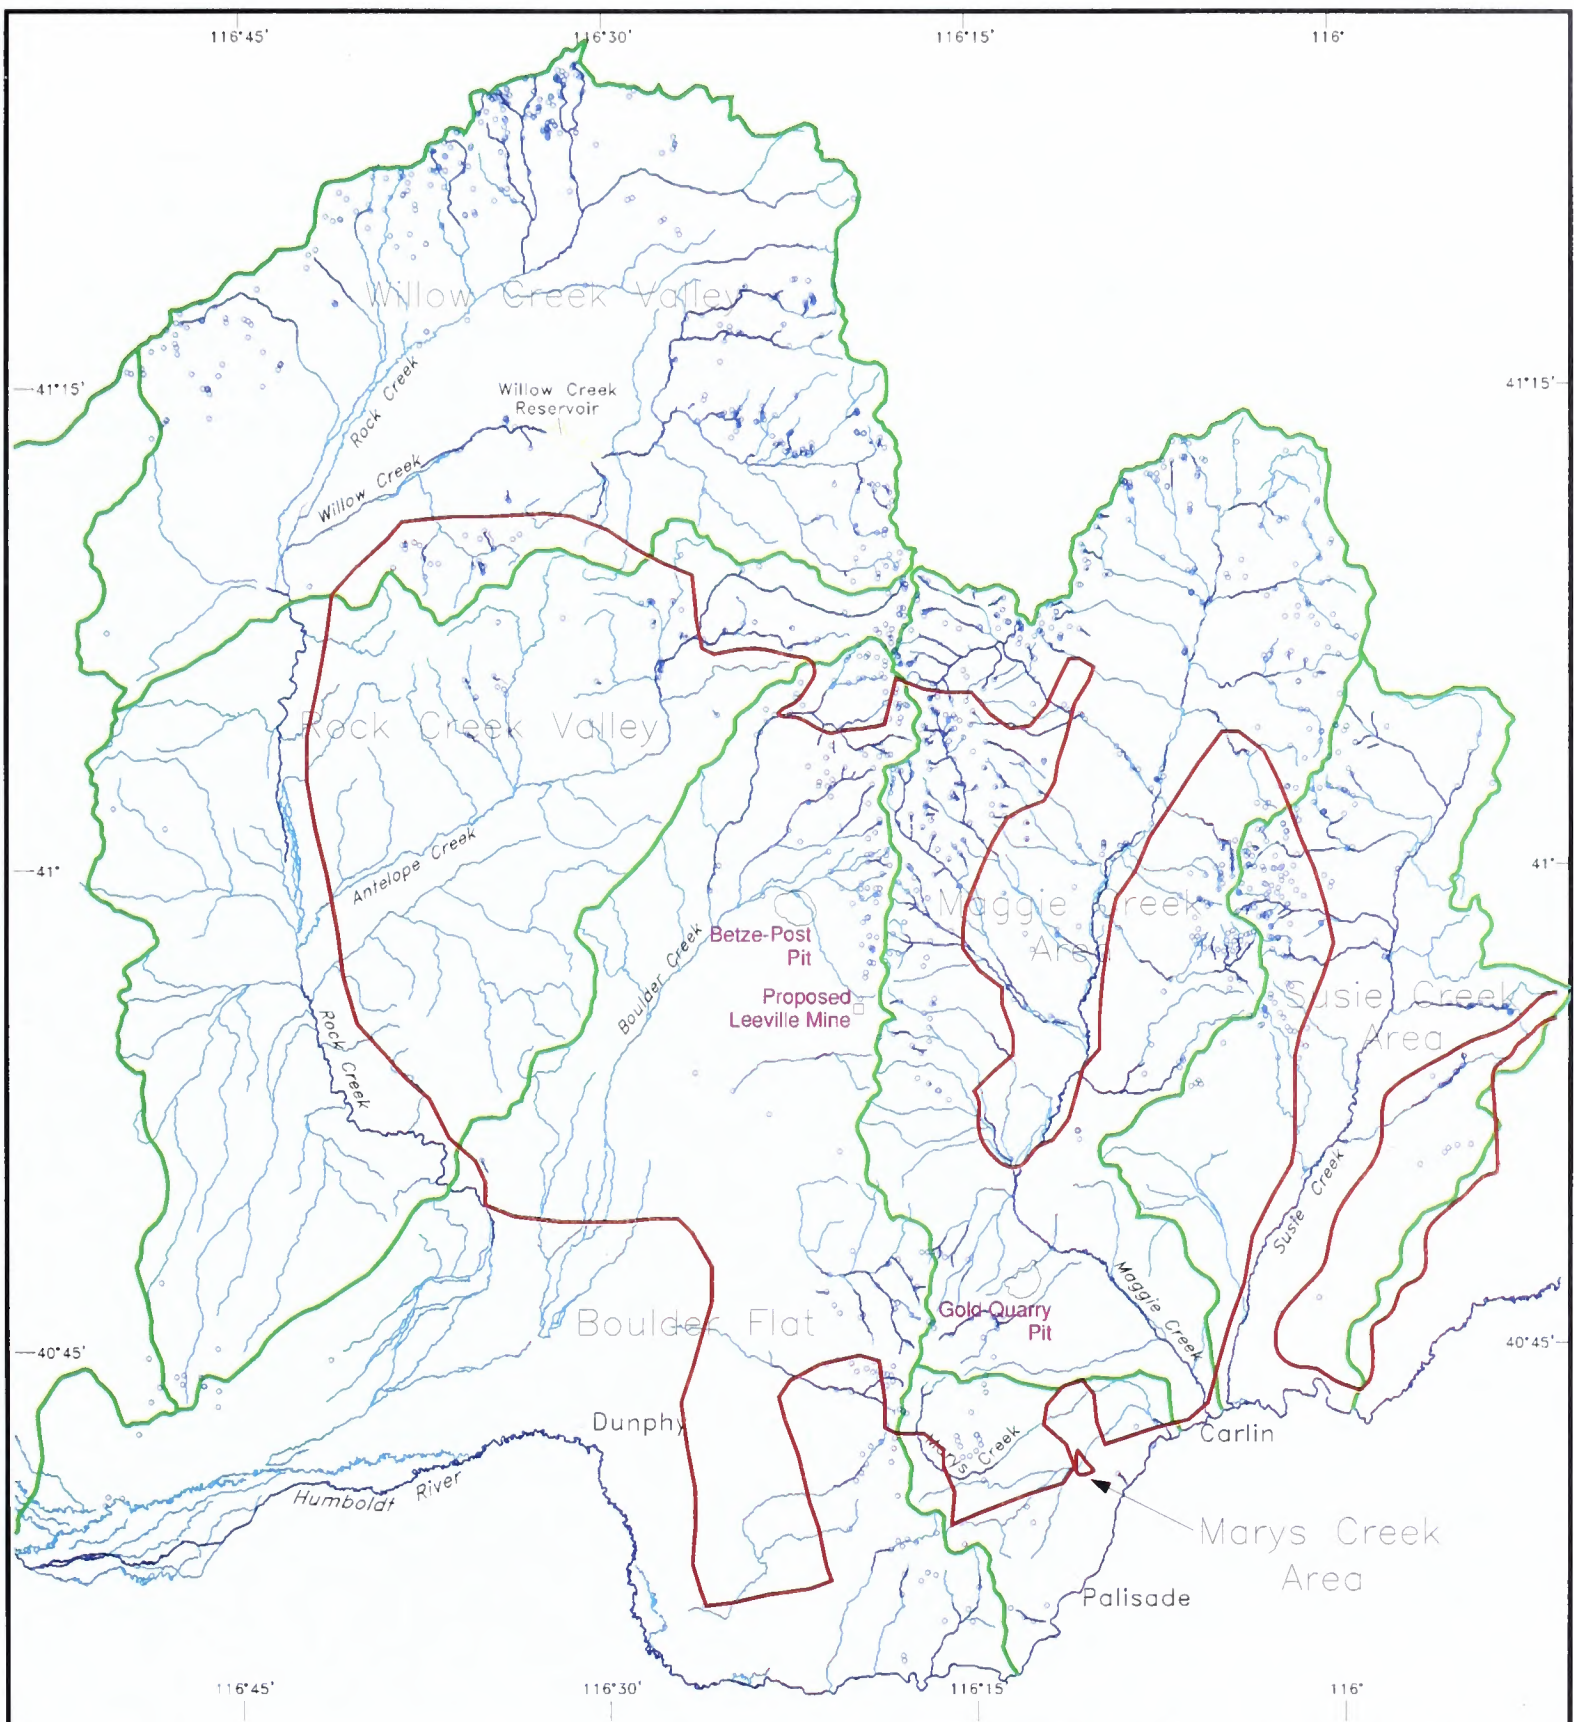 116°45'
116°30'
116°15'
116°
Willow Creek Valley
41°15'
Rock Creek
Willow Creek
Reservoir
41°15'
Willow Creek
Rock Creek Valley
Antelope Creek
41°
41°
Maggie Creek
Area
Betze-Post
Pit
Boulder Creek
Proposed
Leeville Mine
Susie Creek
Area
Rock Creek
Susie Creek
Maggie Creek
Gold Quarry
Pit
Boulder Flat
40°45'
40°45'
Dunphy
Marys Creek
Carlin
Humboldt River
Marys Creek
Area
Palisade
116°45'
116°30'
116°15'
116°